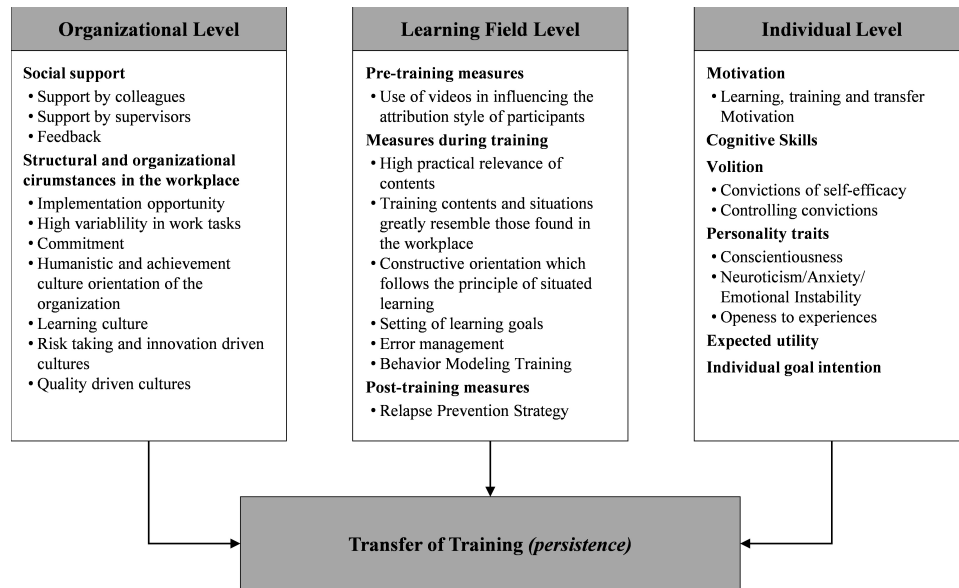 Organizational Level
Social support
• Support by colleagues
• Support by supervisors
• Feedback
Structural and organizational
cirumstances in the workplace
• Implementation opportunity
• High variablility in work tasks
• Commitment
• Humanistic and achievement
culture orientation of the
organization
• Learning culture
• Risk taking and innovation driven
cultures
• Quality driven cultures
Learning Field Level
Pre-training measures
• Use of videos in influencing the
attribution style of participants
Measures during training
• High practical relevance of
contents
• Training contents and situations
greatly resemble those found in
the workplace
• Constructive orientation which
follows the principle of situated
learning
• Setting of learning goals
• Error management
• Behavior Modeling Training
Post-training measures
• Relapse Prevention Strategy
Individual Level
Motivation
• Learning, training and transfer
Motivation
Cognitive Skills
Volition
• Convictions of self-efficacy
• Controlling convictions
Personality traits
• Conscientiousness
• Neuroticism/Anxiety/
Emotional Instability
• Openess to experiences
Expected utility
Individual goal intention
Transfer of Training (persistence)